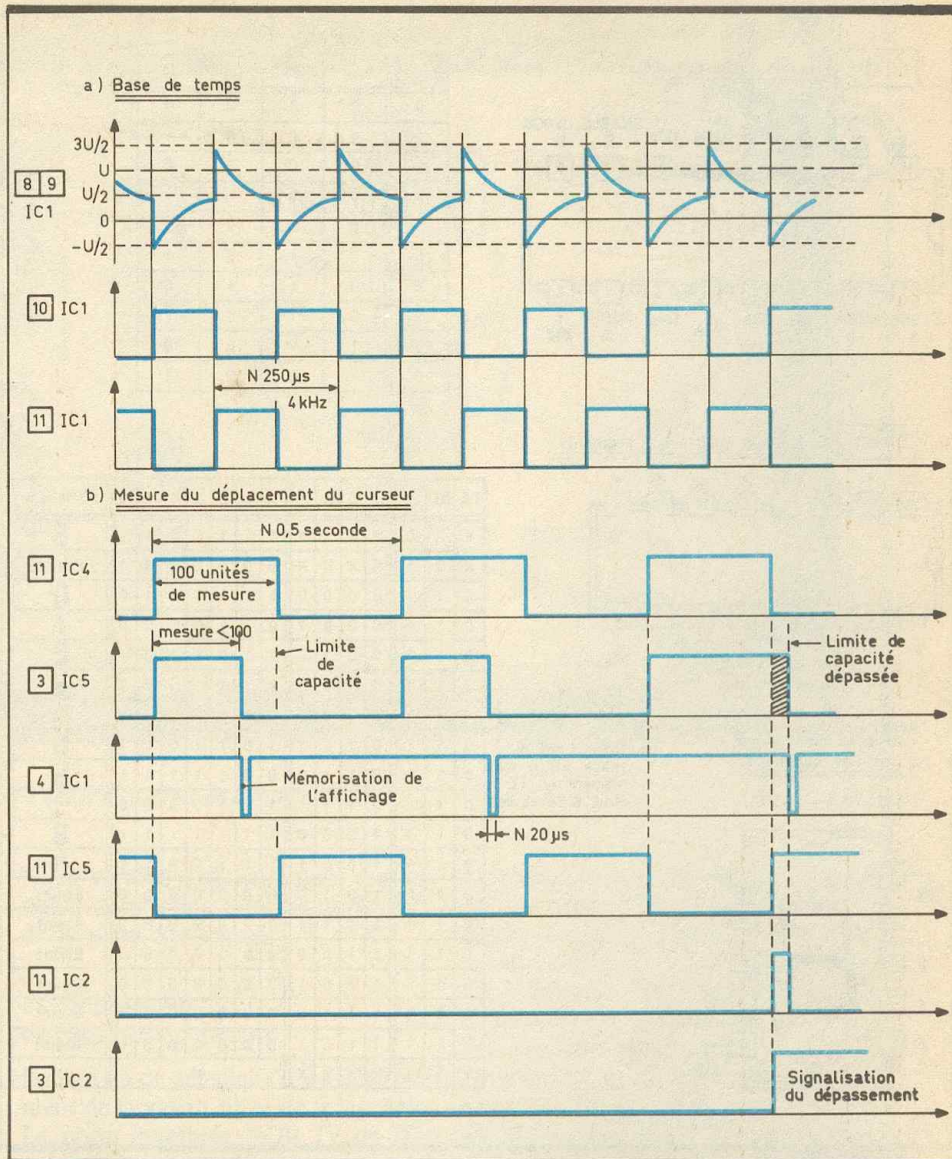 a) Base de temps
3U/2
U
U/2
0
-U/2
8 9
IC1
10 IC1
N 250 µs
4 kHz
11 IC1
b) Mesure du déplacement du curseur
N 0,5 seconde
11 IC4
100 unités
de mesure
mesure <100
Limite
de
capacité
Limite de
capacité
dépassée
3 IC5
4 IC1
Mémorisation de
l'affichage
N 20 µs
11 IC5
11 IC2
3 IC2
Signalisation
du dépassement